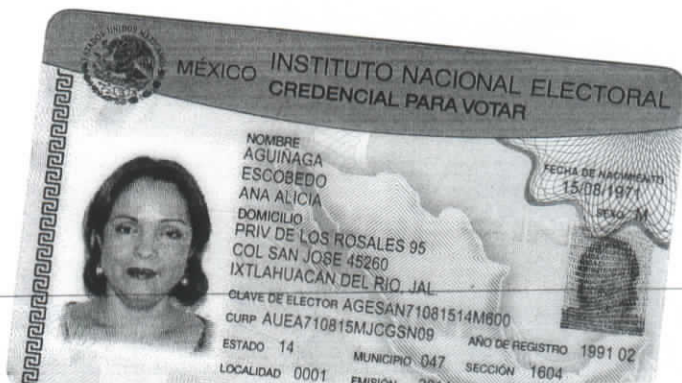 MÉXICO INSTITUTO NACIONAL ELECTORAL
CREDENCIAL PARA VOTAR
NOMBRE
AGUIÑAGA
ESCOBEDO
ANA ALICIA
FECHA DE NACIMIENTO
15/08/1971
SEXO M
DOMICILIO
PRIV DE LOS ROSALES 95
COL SAN JOSE 45260
IXTLAHUACAN DEL RIO, JAL.
CLAVE DE ELECTOR AGESAN71081514M600
CURP AUEA710815MJCGSN09
AÑO DE REGISTRO 1991 02
ESTADO 14
MUNICIPIO 047
SECCIÓN 1604
LOCALIDAD 0001
EMISIÓN